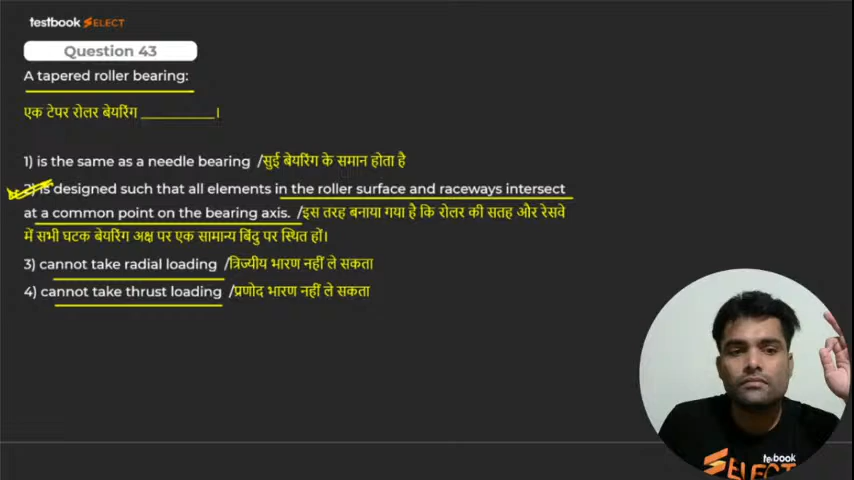 testbook SELECT
Question 43
A tapered roller bearing:
एक टेपर रोलर बेयरिंग __________।
1) is the same as a needle bearing /सुई बेयरिंग के समान होता है
2) is designed such that all elements in the roller surface and raceways intersect
at a common point on the bearing axis. /इस तरह बनाया गया है कि रोलर की सतह और रेसवे
में सभी घटक बेयरिंग अक्ष पर एक सामान्य बिंदु पर स्थित हों।
3) cannot take radial loading /त्रिज्यीय भारण नहीं ले सकता
4) cannot take thrust loading /प्रणोद भारण नहीं ले सकता
testbook
SELECT